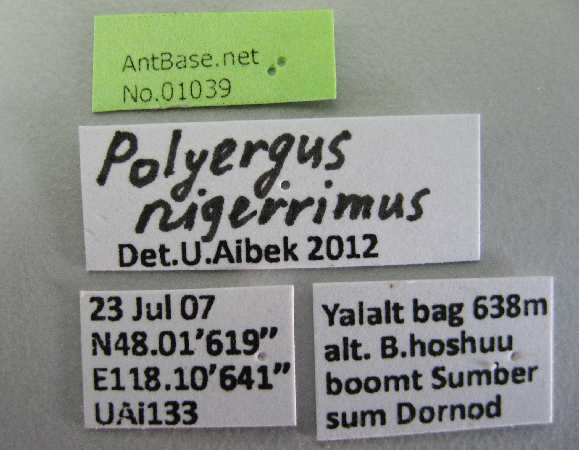 AntBase.net
No.01039
Polyergus
nigerrimus
Det.U.Aibek 2012
23 Jul 07
N48.01'619"
E118.10'641"
UAi133
Yalalt bag 638m
alt. B.hoshuu
boomt Sumber
sum Dornod